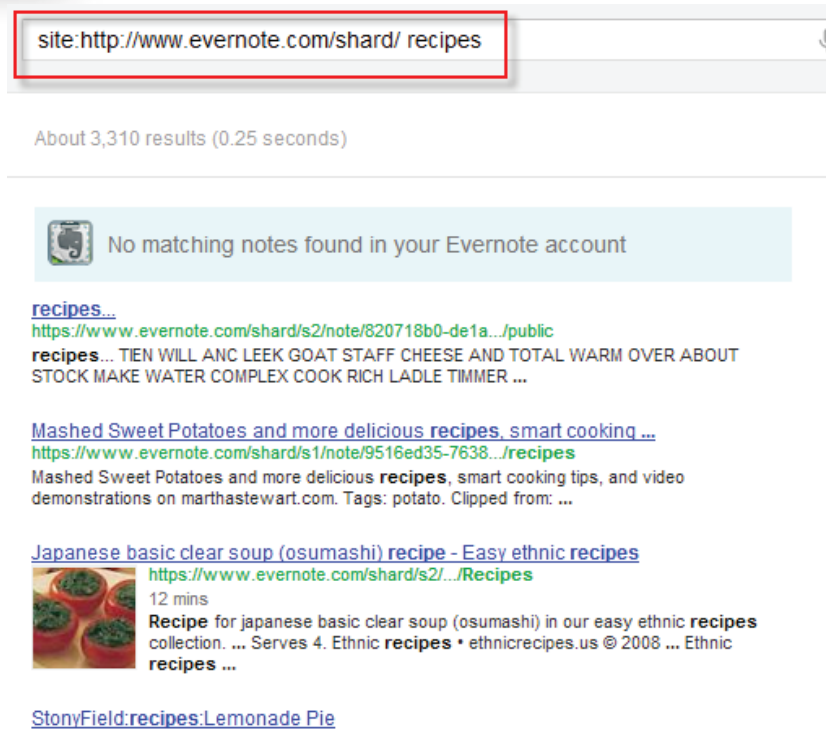 site:http://www.evernote.com/shard/ recipes
About 3,310 results (0.25 seconds)
No matching notes found in your Evernote account
recipes...
https://www.evernote.com/shard/s2/note/820718b0-de1a.../public
recipes... TIEN WILL ANC LEEK GOAT STAFF CHEESE AND TOTAL WARM OVER ABOUT
STOCK MAKE WATER COMPLEX COOK RICH LADLE TIMMER ...
Mashed Sweet Potatoes and more delicious recipes, smart cooking ...
https://www.evernote.com/shard/s1/note/9516ed35-7638.../recipes
Mashed Sweet Potatoes and more delicious recipes, smart cooking tips, and video
demonstrations on marthastewart.com. Tags: potato. Clipped from: ...
Japanese basic clear soup (osumashi) recipe - Easy ethnic recipes
https://www.evernote.com/shard/s2/.../Recipes
12 mins
Recipe for japanese basic clear soup (osumashi) in our easy ethnic recipes
collection. ... Serves 4. Ethnic recipes • ethnicrecipes.us © 2008 ... Ethnic
recipes ...
StonyField:recipes:Lemonade Pie